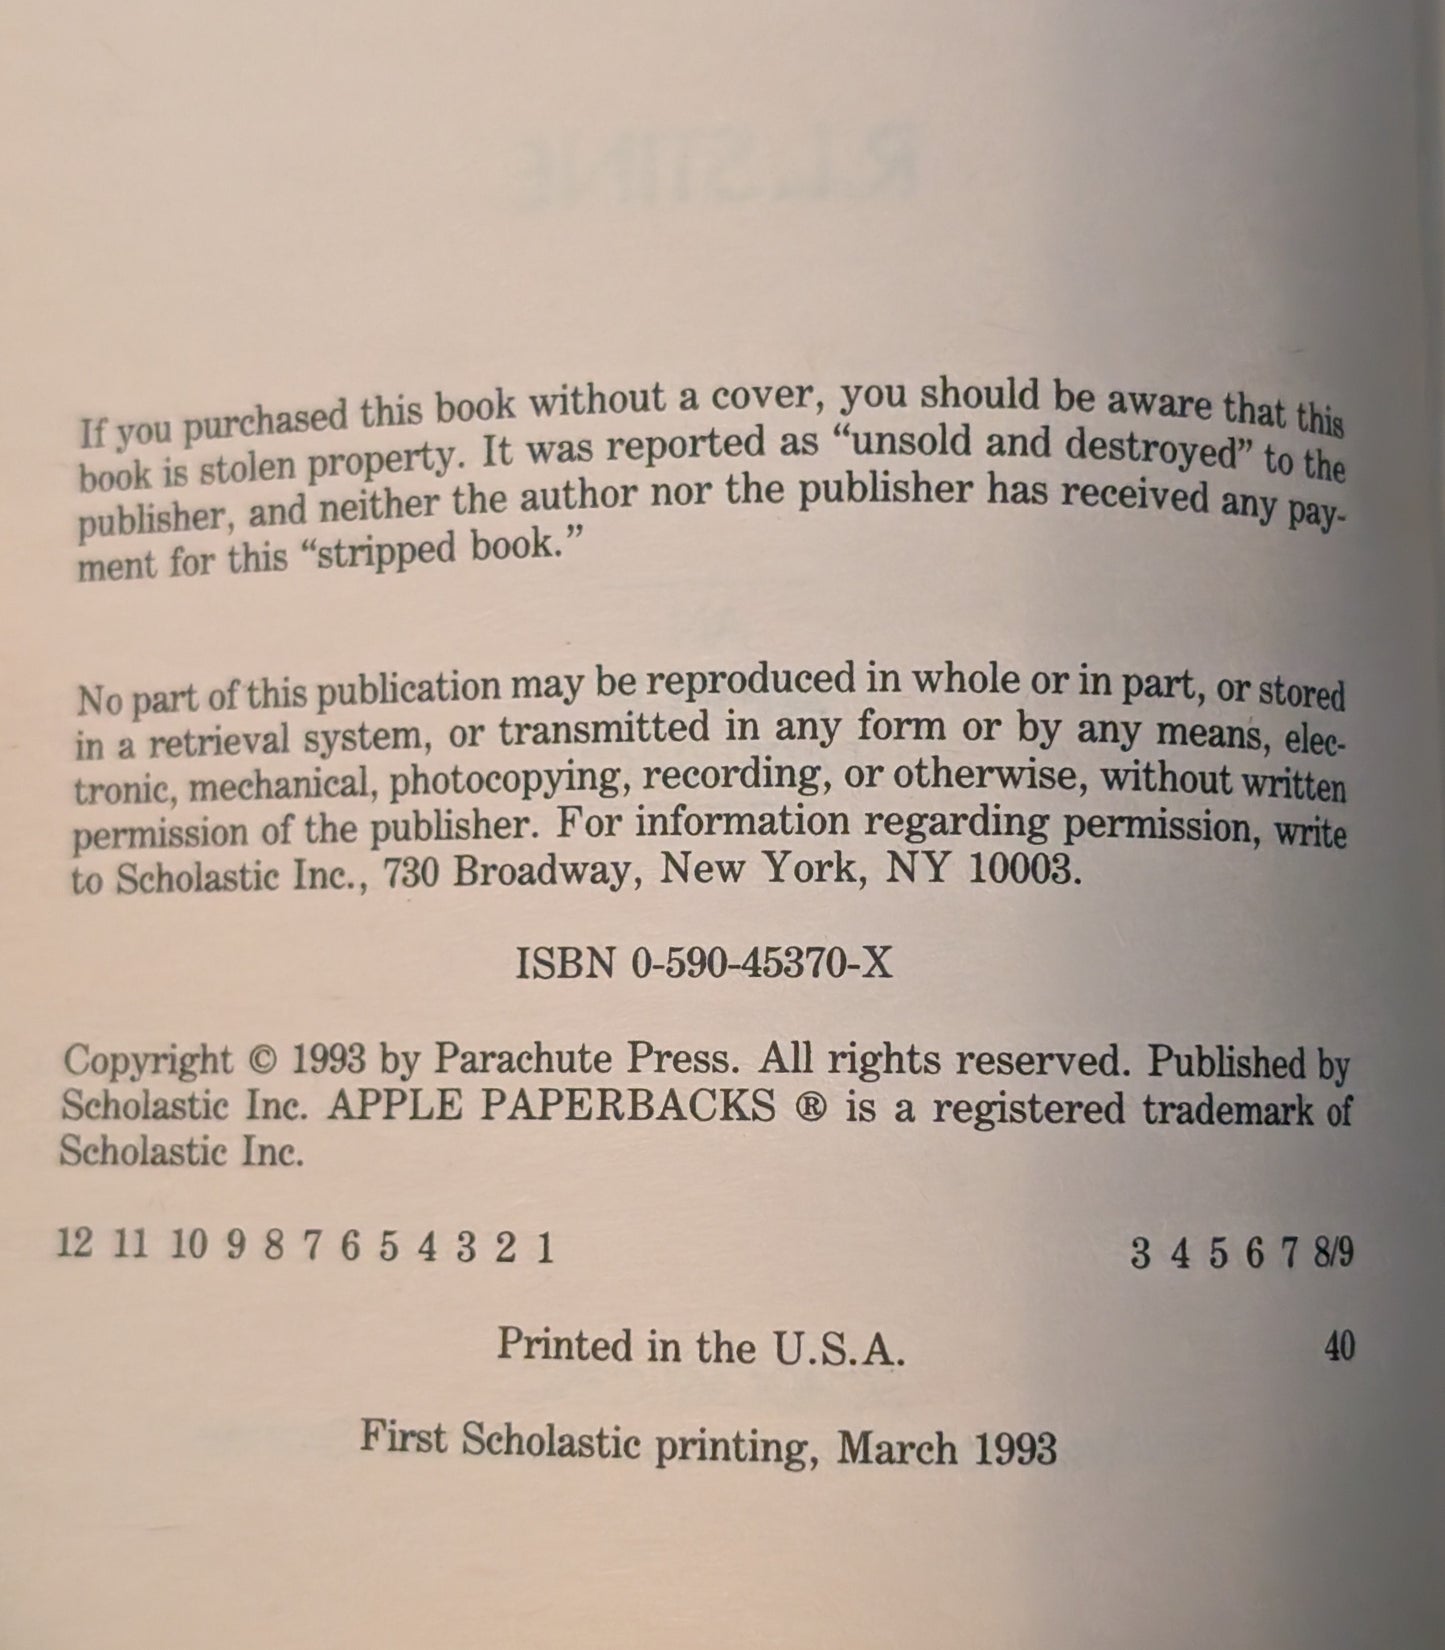 R.L. STINE
If you purchased this book without a cover, you should be aware that this
book is stolen property. It was reported as “unsold and destroyed” to the
publisher, and neither the author nor the publisher has received any pay-
ment for this “stripped book.”
No part of this publication may be reproduced in whole or in part, or stored
in a retrieval system, or transmitted in any form or by any means, elec-
tronic, mechanical, photocopying, recording, or otherwise, without written
permission of the publisher. For information regarding permission, write
to Scholastic Inc., 730 Broadway, New York, NY 10003.
ISBN 0-590-45370-X
Copyright © 1993 by Parachute Press. All rights reserved. Published by
Scholastic Inc. APPLE PAPERBACKS ® is a registered trademark of
Scholastic Inc.
12 11 10 9 8 7 6 5 4 3 2 1 3 4 5 6 7 8/9
Printed in the U.S.A. 40
First Scholastic printing, March 1993